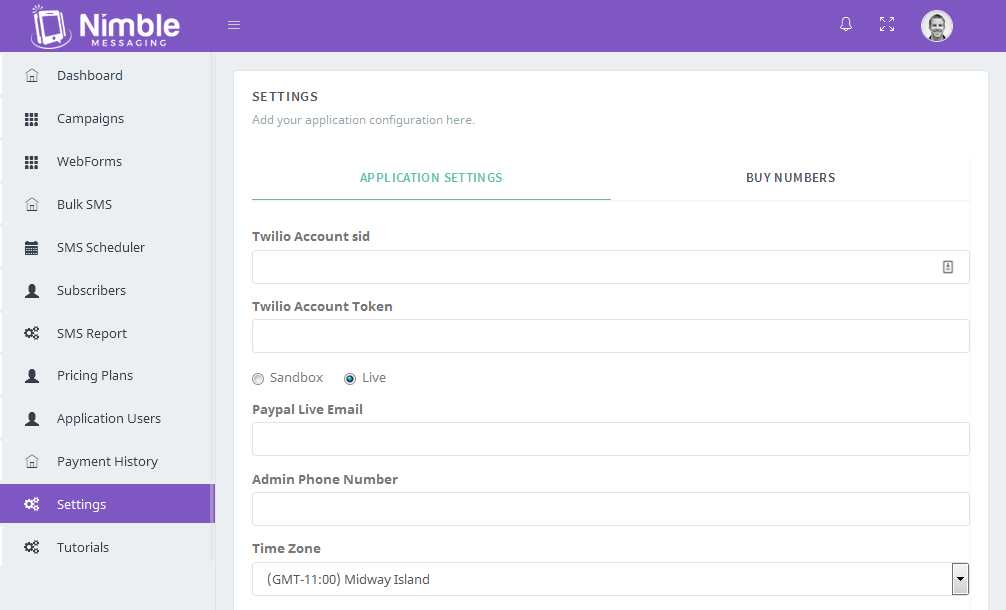 Nimble
MESSAGING
Dashboard
Campaigns
WebForms
Bulk SMS
SMS Scheduler
Subscribers
SMS Report
Pricing Plans
Application Users
Payment History
Settings
Tutorials
SETTINGS
Add your application configuration here.
APPLICATION SETTINGS BUY NUMBERS
Twilio Account sid
Twilio Account Token
Sandbox Live
Paypal Live Email
Admin Phone Number
Time Zone
(GMT-11:00) Midway Island